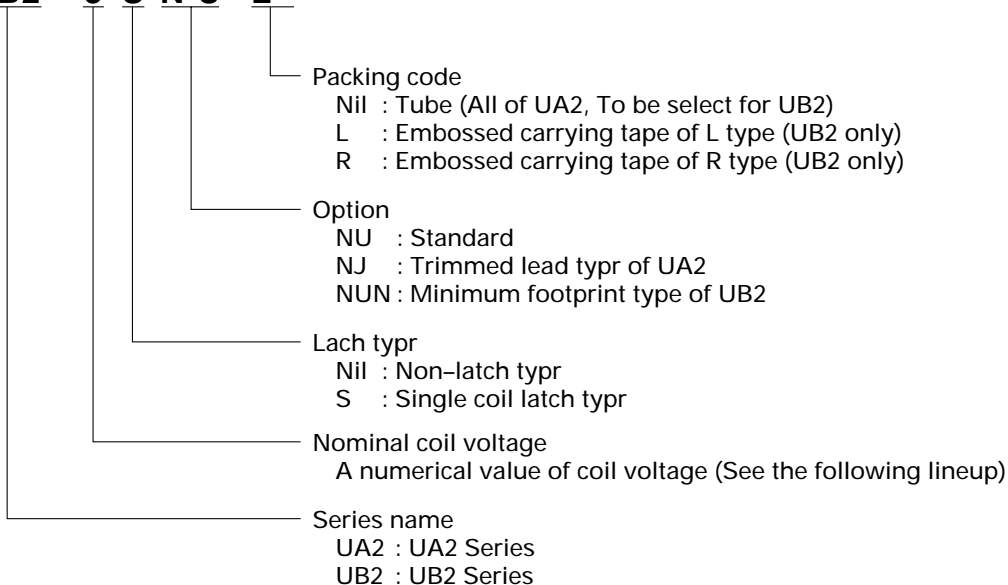 Packing code
Nil : Tube (All of UA2, To be select for UB2)
L : Embossed carrying tape of L type (UB2 only)
R : Embossed carrying tape of R type (UB2 only)
Option
NU : Standard
NJ : Trimmed lead typr of UA2
NUN : Minimum footprint type of UB2
Lach typr
Nil : Non–latch typr
S : Single coil latch typr
Nominal coil voltage
A numerical value of coil voltage (See the following lineup)
Series name
UA2 : UA2 Series
UB2 : UB2 Series